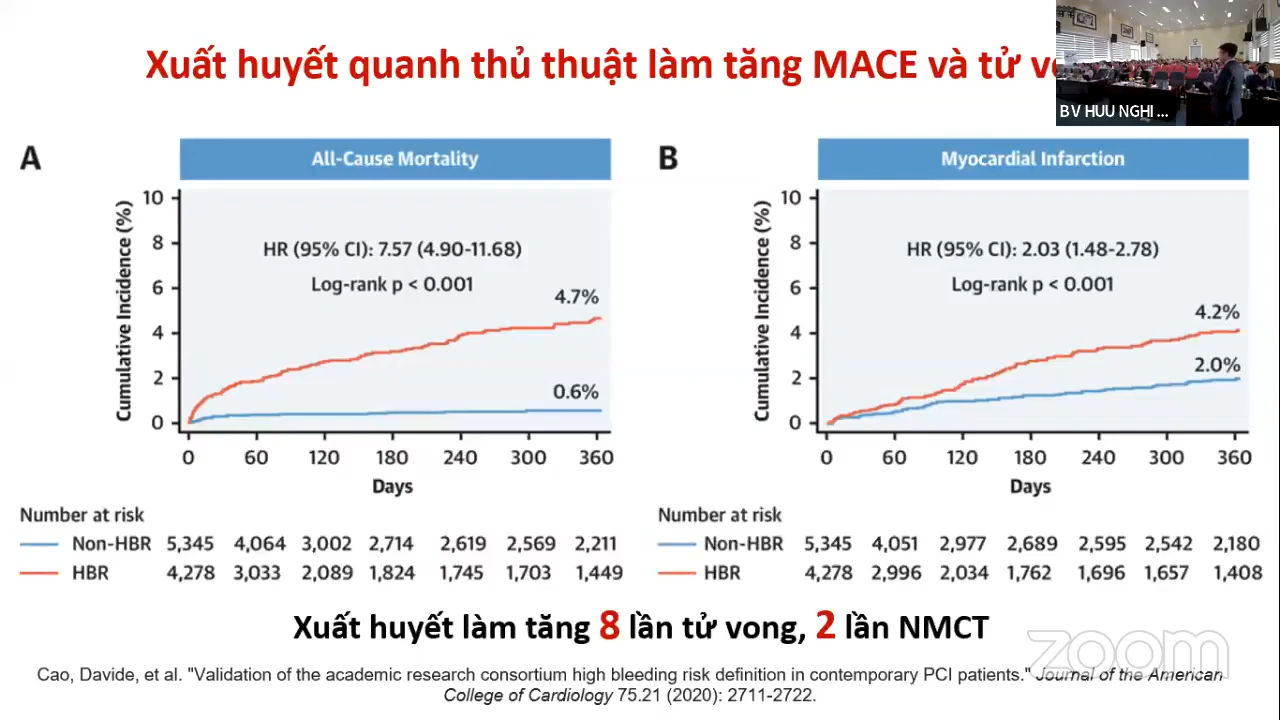 Xuất huyết quanh thủ thuật làm tăng MACE và tử
BV HUU NGHI ...
A
All-Cause Mortality
Cumulative Incidence (%)
10
8
6
4
2
0
HR (95% CI): 7.57 (4.90-11.68)
Log-rank p < 0.001
4.7%
0.6%
0 60 120 180 240 300 360
Days
Number at risk
Non-HBR 5,345 4,064 3,002 2,714 2,619 2,569 2,211
HBR 4,278 3,033 2,089 1,824 1,745 1,703 1,449
B
Myocardial Infarction
Cumulative Incidence (%)
10
8
6
4
2
0
HR (95% CI): 2.03 (1.48-2.78)
Log-rank p < 0.001
4.2%
2.0%
0 60 120 180 240 300 360
Days
Number at risk
Non-HBR 5,345 4,051 2,977 2,689 2,595 2,542 2,180
HBR 4,278 2,996 2,034 1,762 1,696 1,657 1,408
Xuất huyết làm tăng 8 lần tử vong, 2 lần NMCT
zoom
Cao, Davide, et al. "Validation of the academic research consortium high bleeding risk definition in contemporary PCI patients." Journal of the American
College of Cardiology 75.21 (2020): 2711-2722.